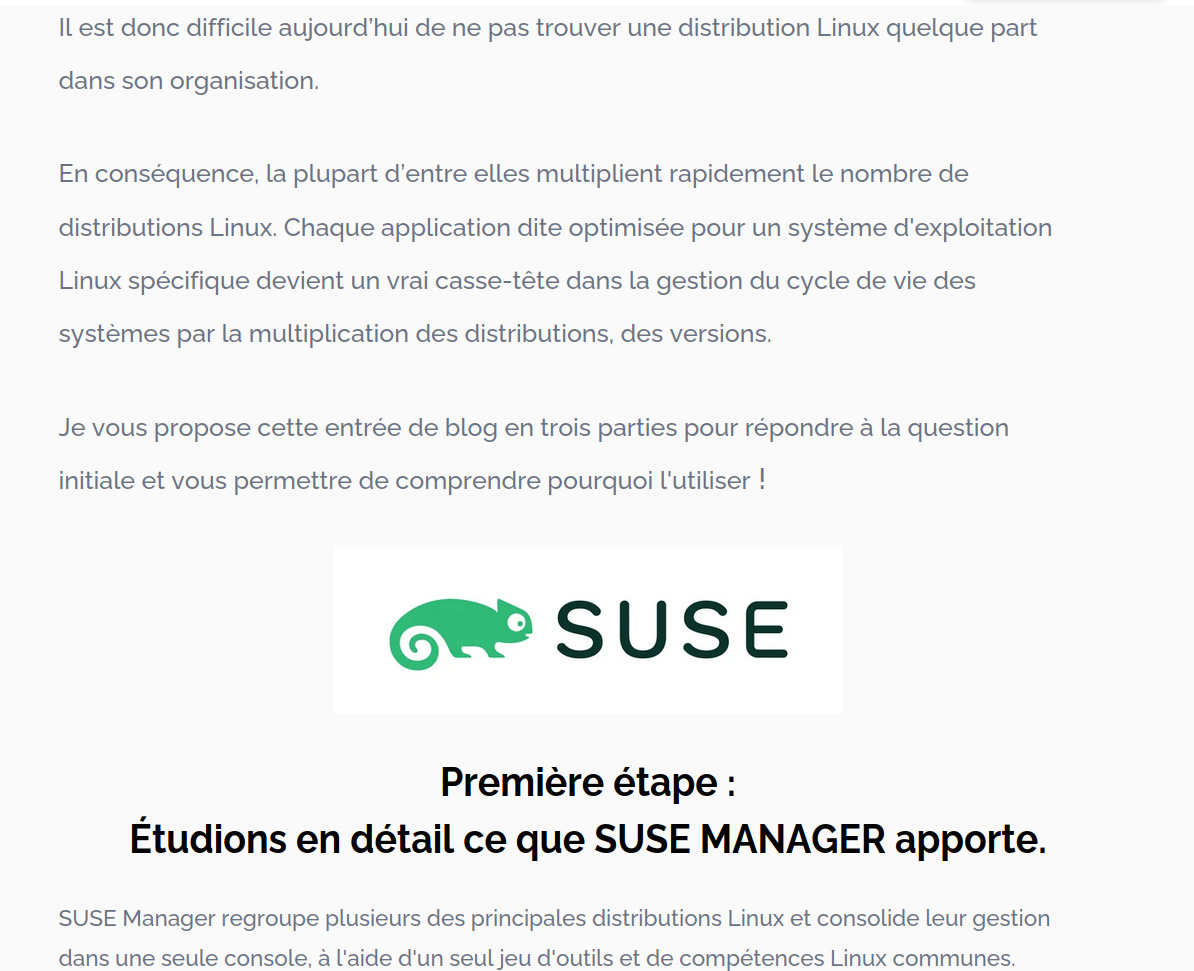 Il est donc difficile aujourd’hui de ne pas trouver une distribution Linux quelque part
dans son organisation.
En conséquence, la plupart d’entre elles multiplient rapidement le nombre de
distributions Linux. Chaque application dite optimisée pour un système d'exploitation
Linux spécifique devient un vrai casse-tête dans la gestion du cycle de vie des
systèmes par la multiplication des distributions, des versions.
Je vous propose cette entrée de blog en trois parties pour répondre à la question
initiale et vous permettre de comprendre pourquoi l'utiliser !
SUSE
Première étape :
Étudions en détail ce que SUSE MANAGER apporte.
SUSE Manager regroupe plusieurs des principales distributions Linux et consolide leur gestion
dans une seule console, à l'aide d'un seul jeu d'outils et de compétences Linux communes.